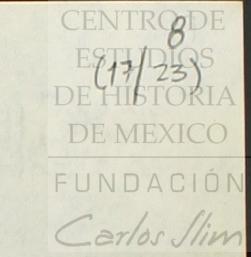 CENTRO DE
8
ESTUDIOS
(17/23)
DE HISTORIA
DE MEXICO
FUNDACIÓN
Carlos Slim